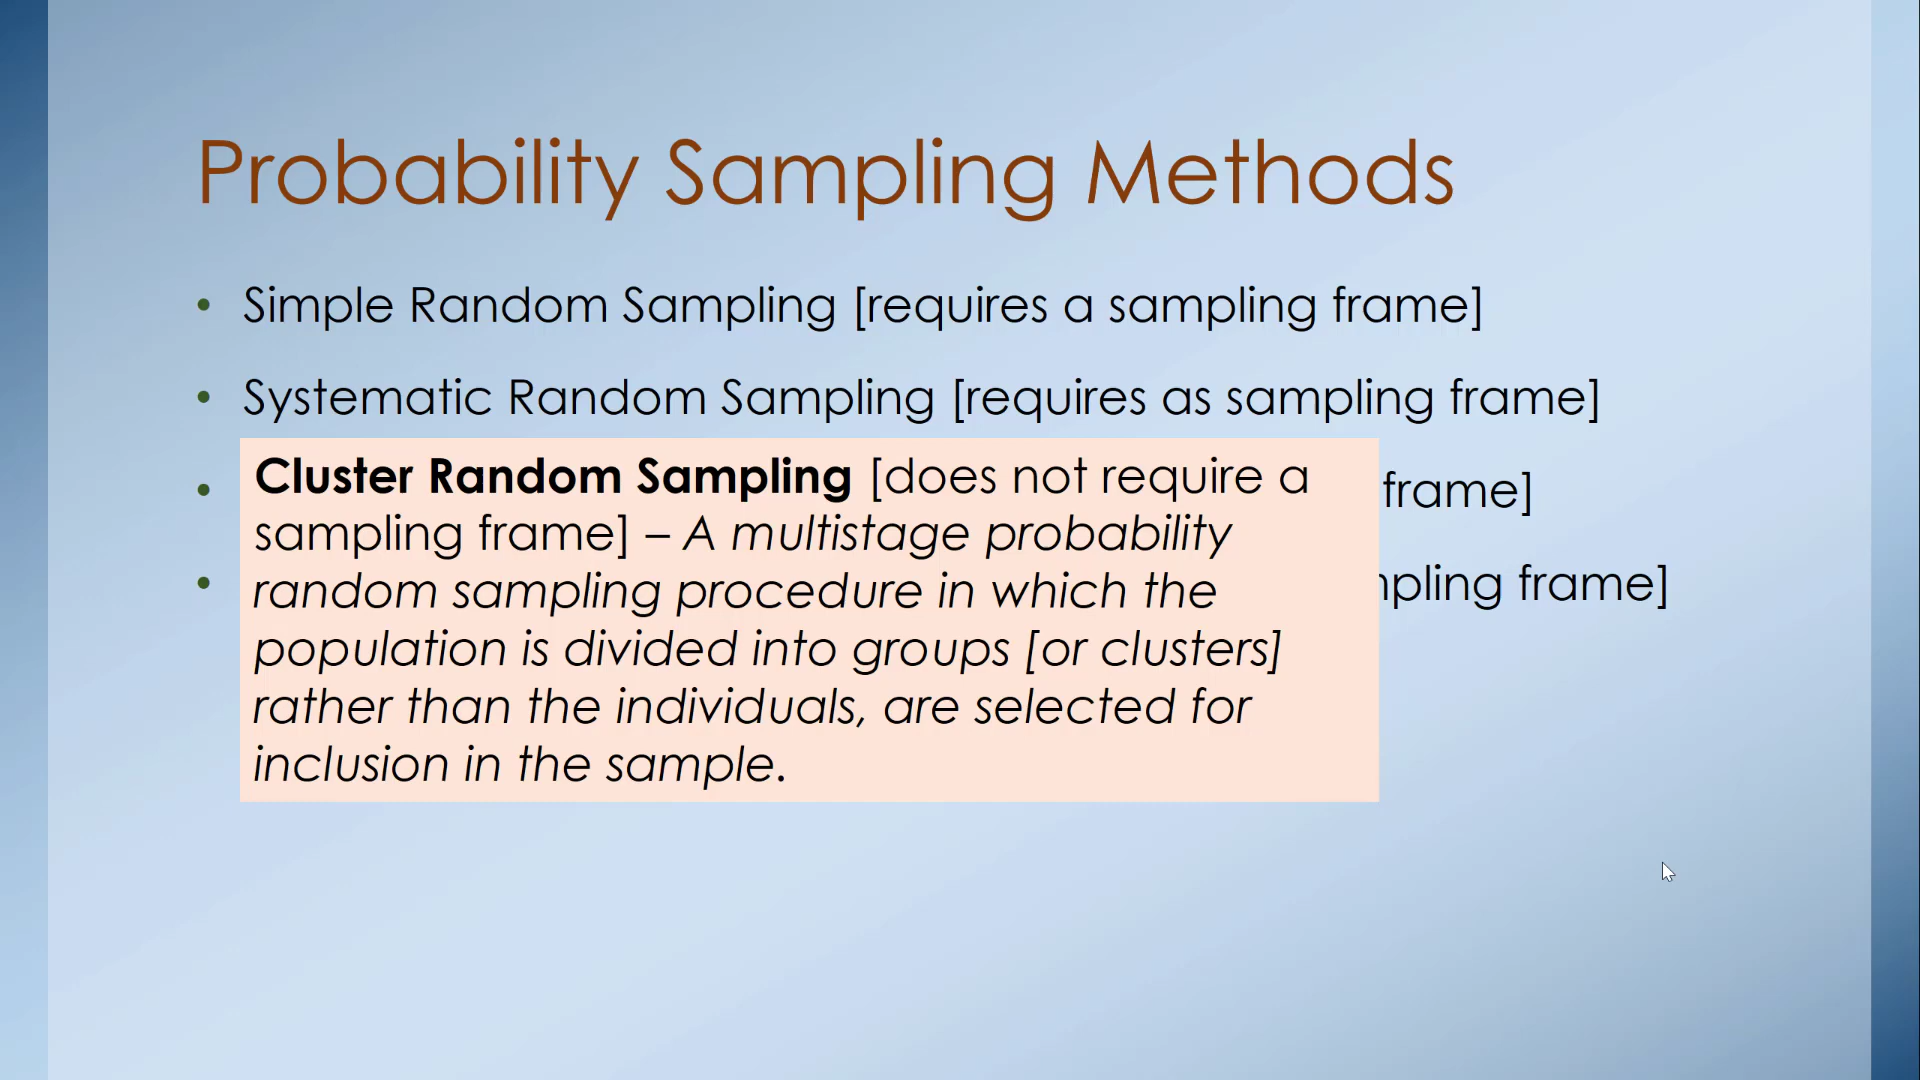 Probability Sampling Methods
• Simple Random Sampling [requires a sampling frame]
• Systematic Random Sampling [requires as sampling frame]
• frame]
• sampling frame]
Cluster Random Sampling [does not require a
sampling frame] – A multistage probability
random sampling procedure in which the
population is divided into groups [or clusters]
rather than the individuals, are selected for
inclusion in the sample.